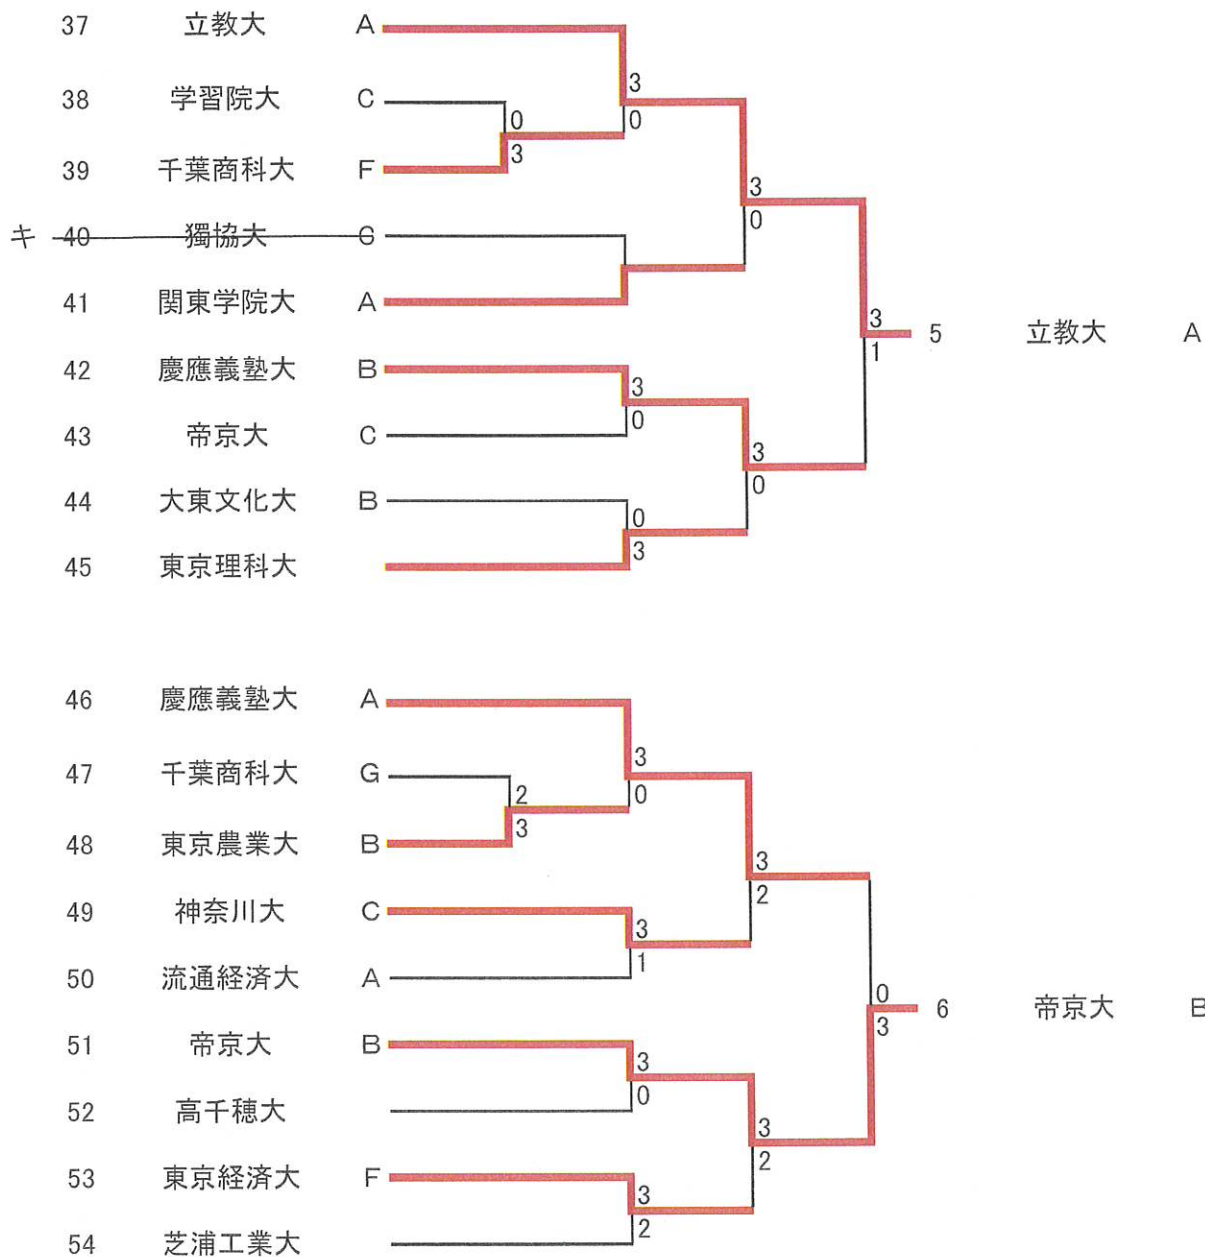 37 立教大 A
3
38 学習院大 C
0 0
39 千葉商科大 F 3
3
0
キ 40 獨協大 C
41 関東学院大 A
3 5 立教大 A
1
42 慶應義塾大 B
3
0
43 帝京大 C
3
0
44 大東文化大 B
0
3
45 東京理科大
46 慶應義塾大 A
3
47 千葉商科大 G
2 0
3
48 東京農業大 B
3
2
49 神奈川大 C
3
1
50 流通経済大 A
0
6 帝京大 B
3
51 帝京大 B
3
0
52 高千穂大
3
2
53 東京経済大 F
3
2
54 芝浦工業大